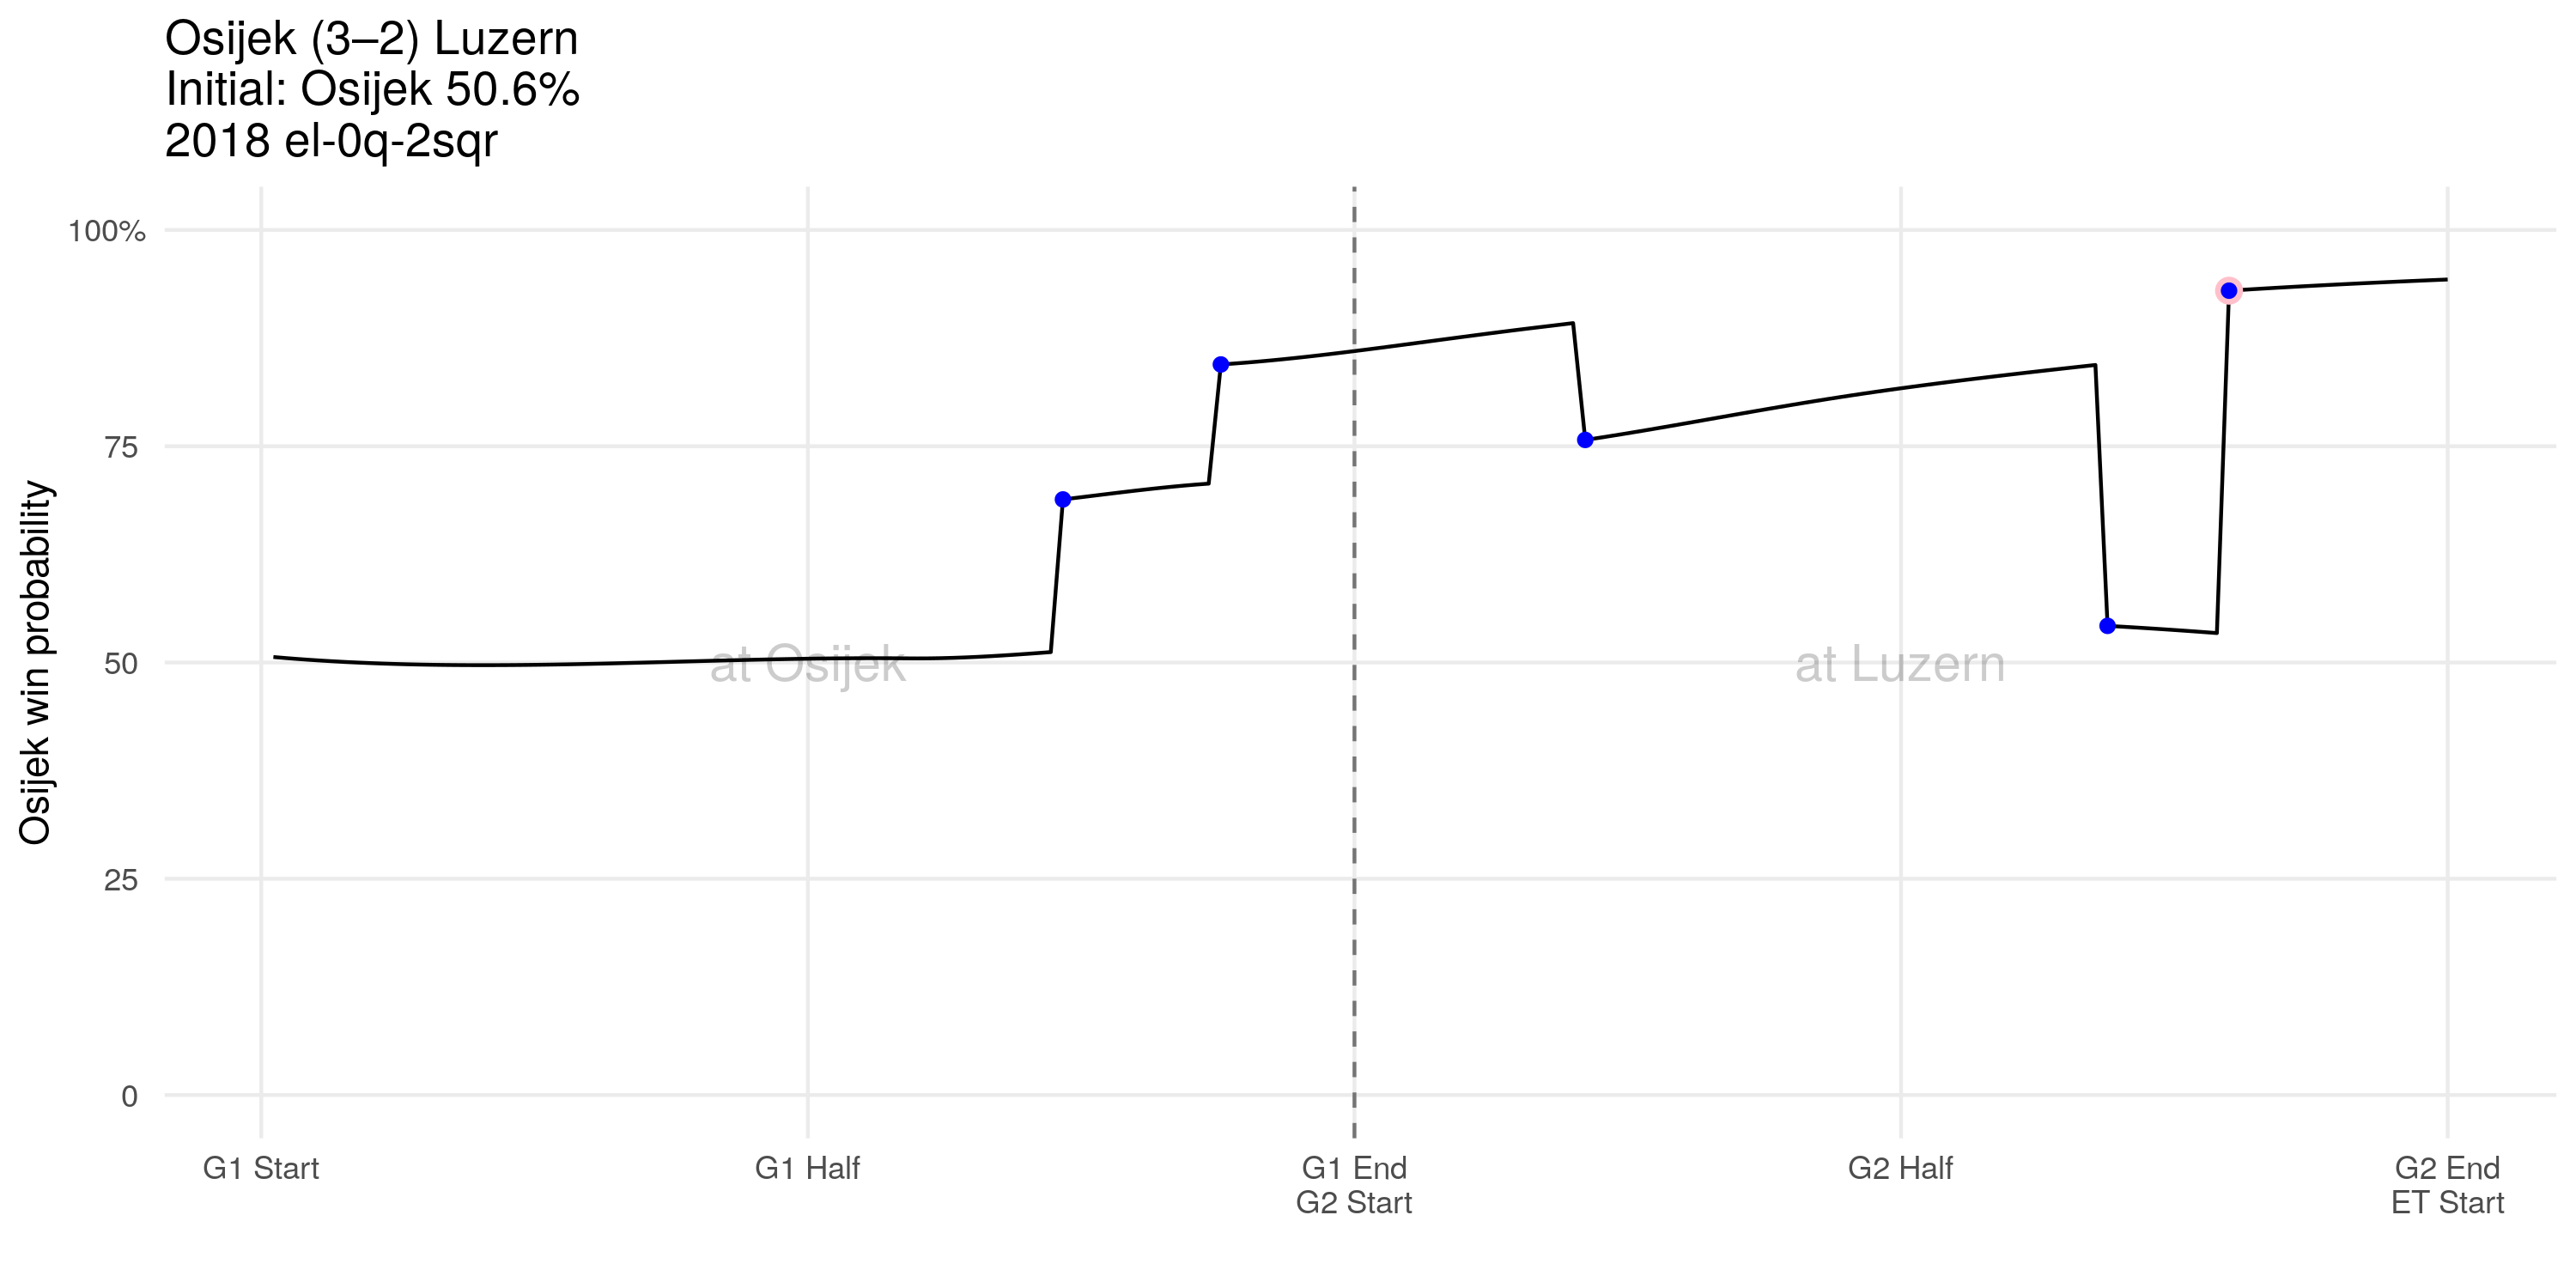 Osijek (3–2) Luzern
Initial: Osijek 50.6%
2018 el-0q-2sqr
Osijek win probability
100%
75
50
25
0
at Osijek
at Luzern
G1 Start
G1 Half
G1 End
G2 Start
G2 Half
G2 End
ET Start